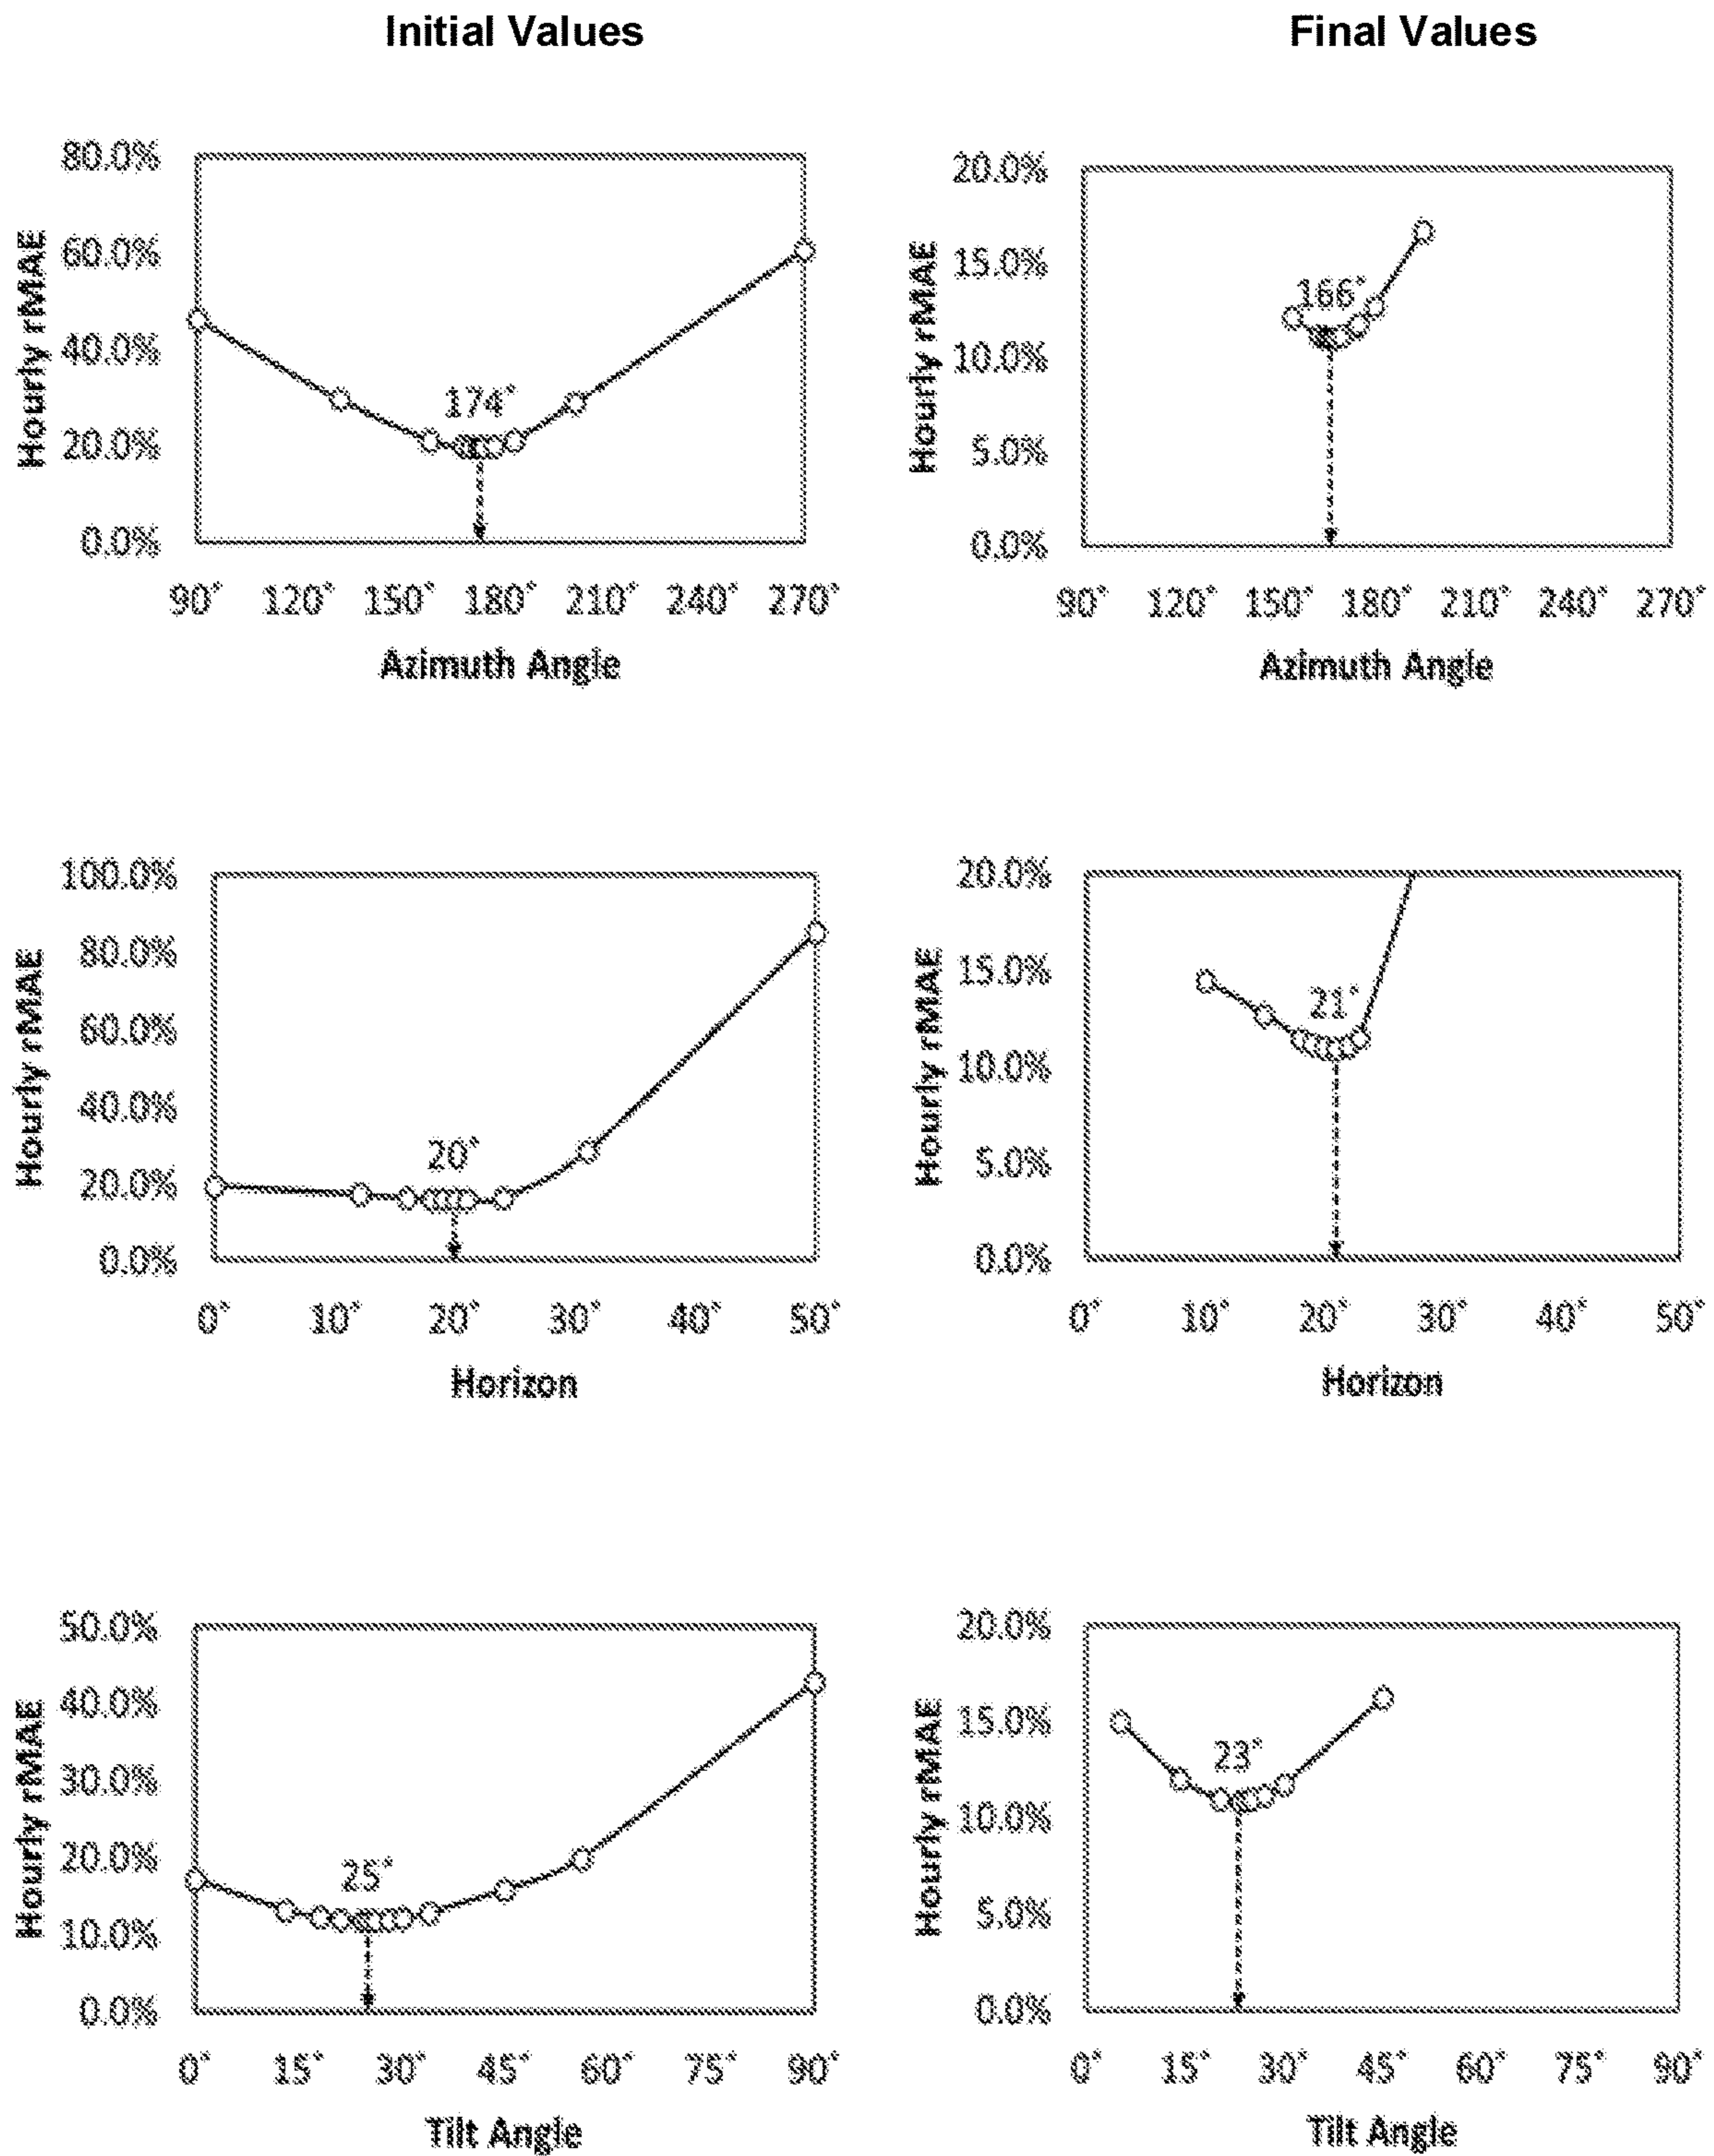 Initial Values
Final Values
80.0%
60.0%
40.0%
20.0%
0.0%
Hourly rMAE
174°
90° 120° 150° 180° 210° 240° 270°
Azimuth Angle
20.0%
15.0%
10.0%
5.0%
0.0%
Hourly rMAE
166°
90° 120° 150° 180° 210° 240° 270°
Azimuth Angle
100.0%
80.0%
60.0%
40.0%
20.0%
0.0%
Hourly rMAE
20°
0° 10° 20° 30° 40° 50°
Horizon
20.0%
15.0%
10.0%
5.0%
0.0%
Hourly rMAE
21°
0° 10° 20° 30° 40° 50°
Horizon
50.0%
40.0%
30.0%
20.0%
10.0%
0.0%
Hourly rMAE
25°
0° 15° 30° 45° 60° 75° 90°
Tilt Angle
20.0%
15.0%
10.0%
5.0%
0.0%
Hourly rMAE
23°
0° 15° 30° 45° 60° 75° 90°
Tilt Angle